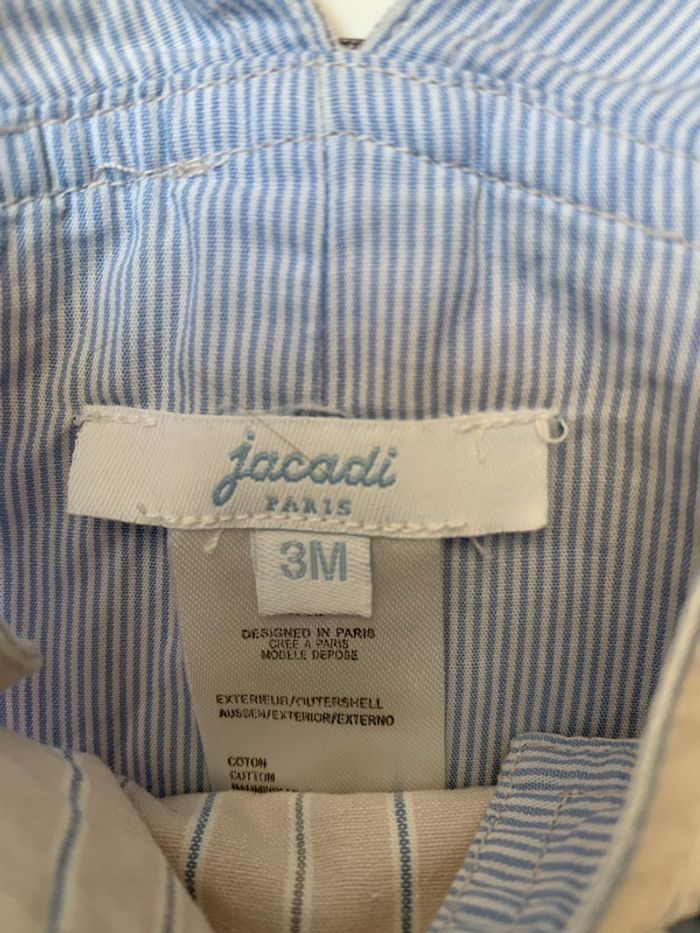 jacadi
PARIS
3M
DESIGNED IN PARIS
CREE A PARIS
MODELE DEPOSE
EXTERIEUR/OUTERSHELL
AUSSEN/EXTERIOR/EXTERNO
COTON
COTTON